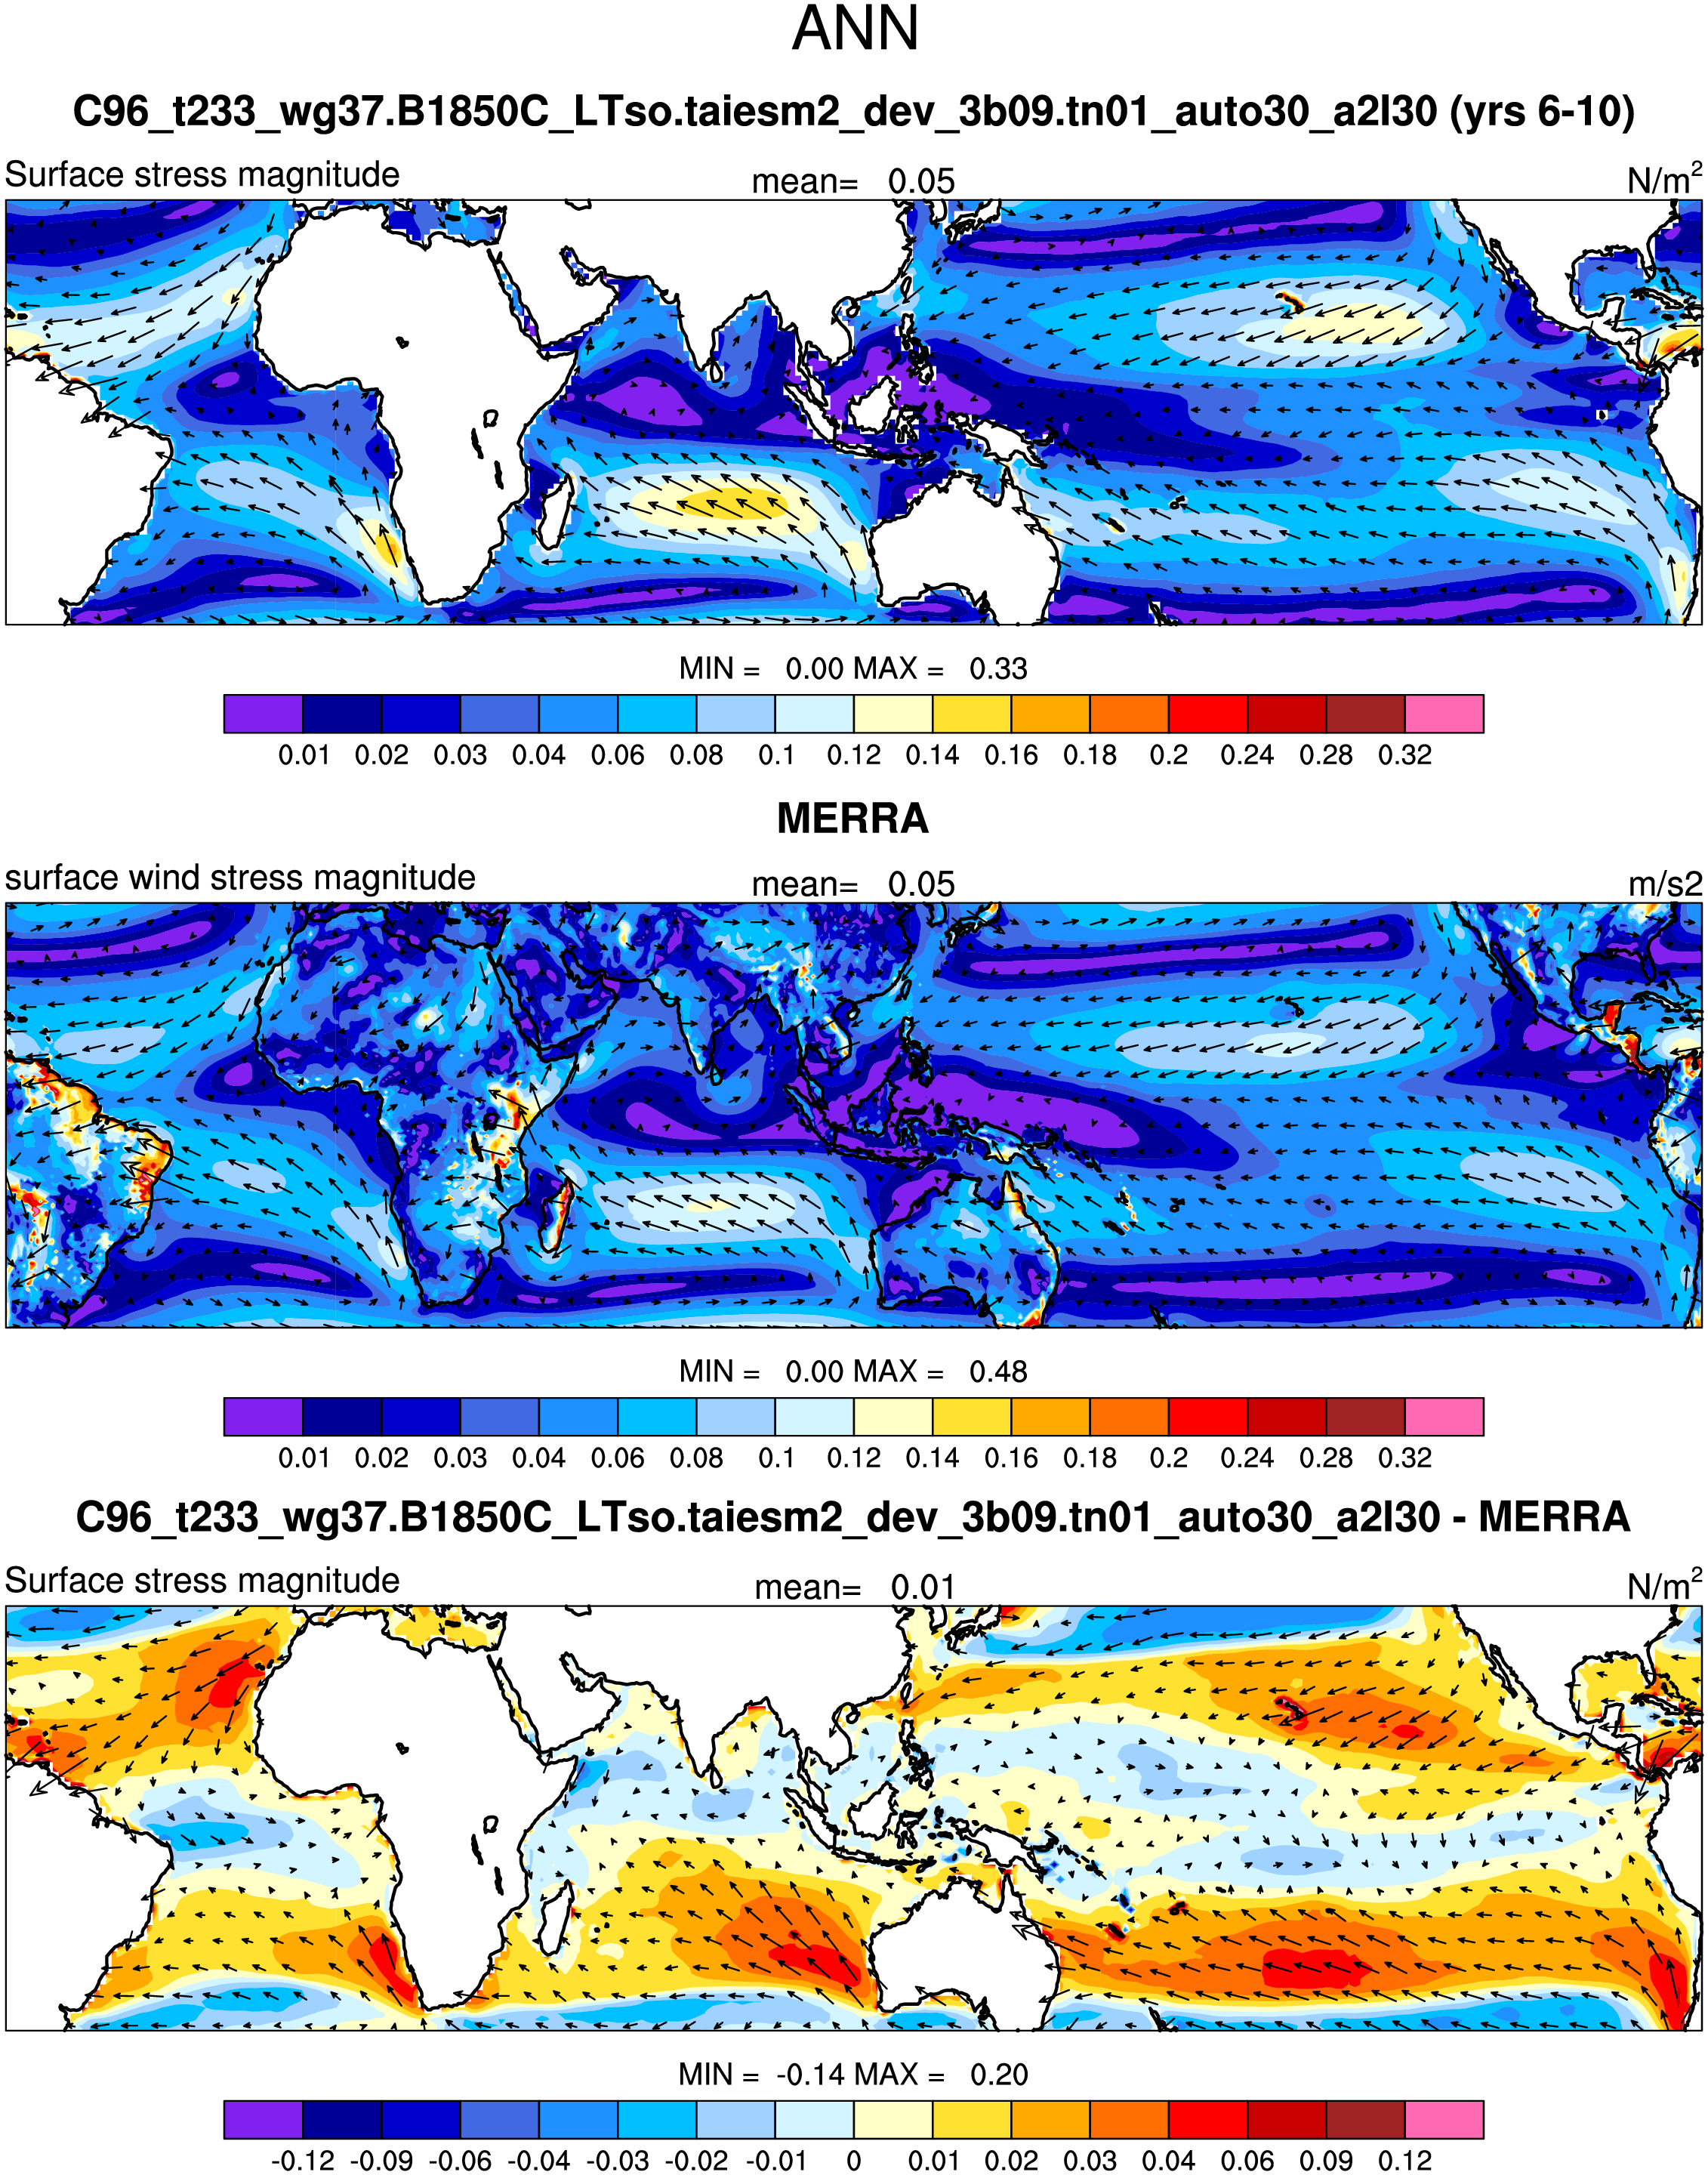 ANN
C96_t233_wg37.B1850C_LTso.taiesm2_dev_3b09.tn01_auto30_a2l30 (yrs 6-10)
Surface stress magnitude mean= 0.05 N/m2
MIN = 0.00 MAX = 0.33
0.01 0.02 0.03 0.04 0.06 0.08 0.1 0.12 0.14 0.16 0.18 0.2 0.24 0.28 0.32
MERRA
surface wind stress magnitude mean= 0.05 m/s2
MIN = 0.00 MAX = 0.48
0.01 0.02 0.03 0.04 0.06 0.08 0.1 0.12 0.14 0.16 0.18 0.2 0.24 0.28 0.32
C96_t233_wg37.B1850C_LTso.taiesm2_dev_3b09.tn01_auto30_a2l30 - MERRA
Surface stress magnitude mean= 0.01 N/m2
MIN = -0.14 MAX = 0.20
-0.12 -0.09 -0.06 -0.04 -0.03 -0.02 -0.01 0 0.01 0.02 0.03 0.04 0.06 0.09 0.12